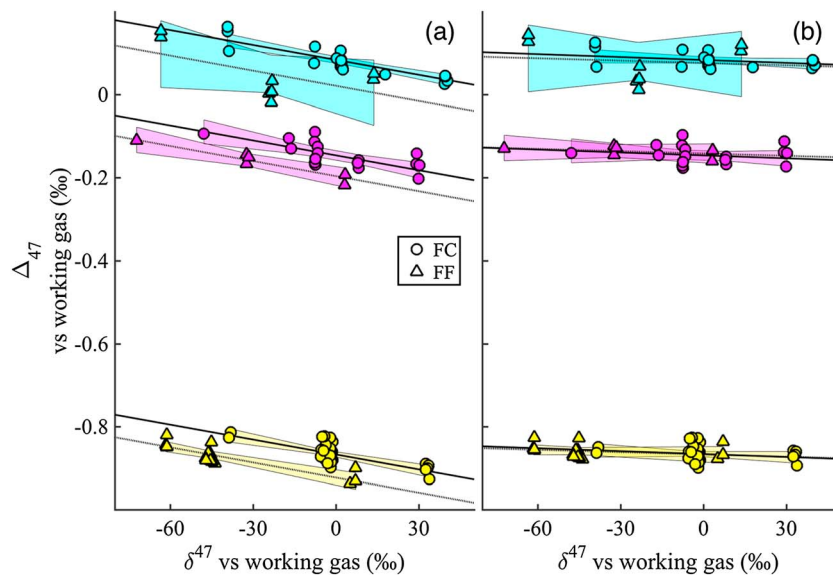 (a)
(b)
0
-0.2
-0.4
-0.6
-0.8
Δ47
vs working gas (‰)
FC
FF
-60
-30
0
30
-60
-30
0
30
δ47 vs working gas (‰)
δ47 vs working gas (‰)